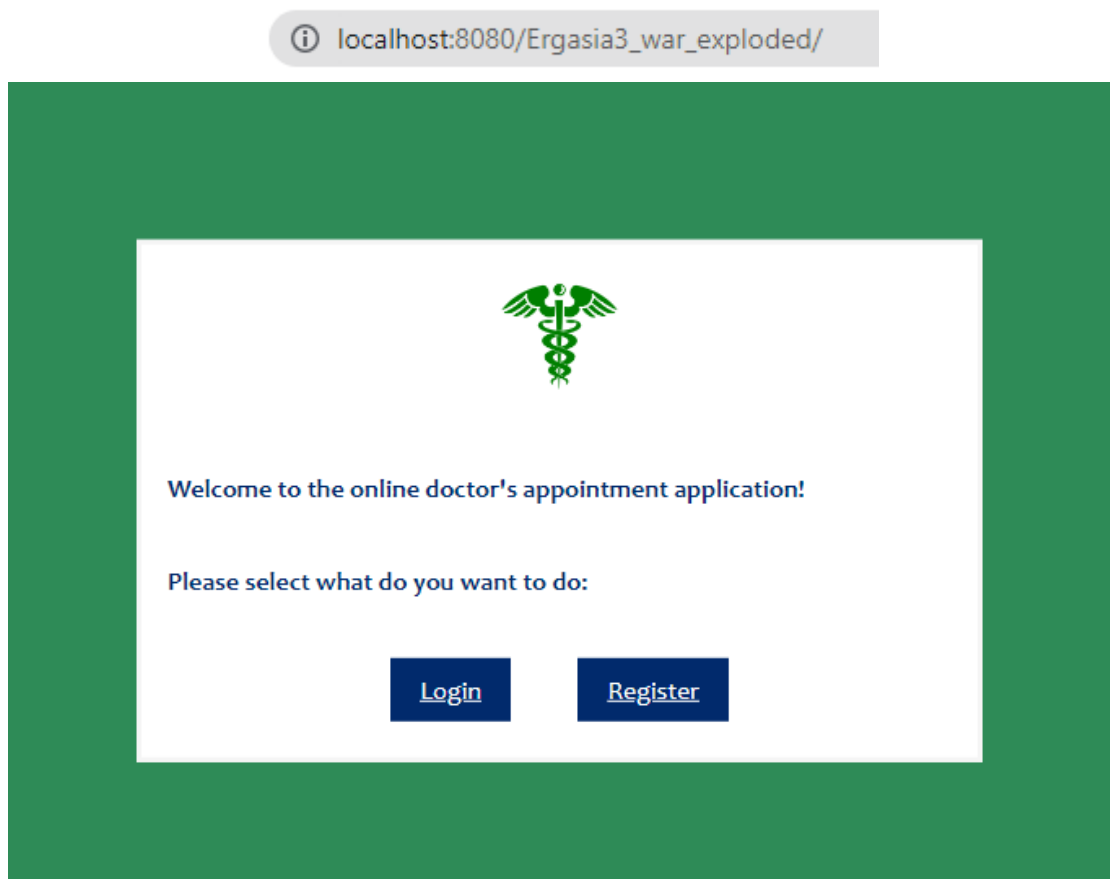 localhost:8080/Ergasia3_war_exploded/
Welcome to the online doctor's appointment application!
Please select what do you want to do:
Login Register